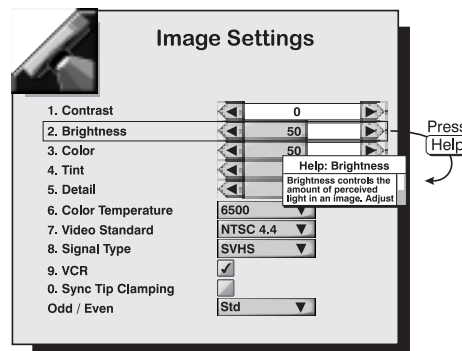 Image Settings
1. Contrast 0
2. Brightness 50
Press
Help
3. Color 50
Help: Brightness
4. Tint
Brightness controls the
amount of perceived
light in an image. Adjust
5. Detail
6. Color Temperature 6500
7. Video Standard NTSC 4.4
8. Signal Type SVHS
9. VCR
0. Sync Tip Clamping
Odd / Even Std